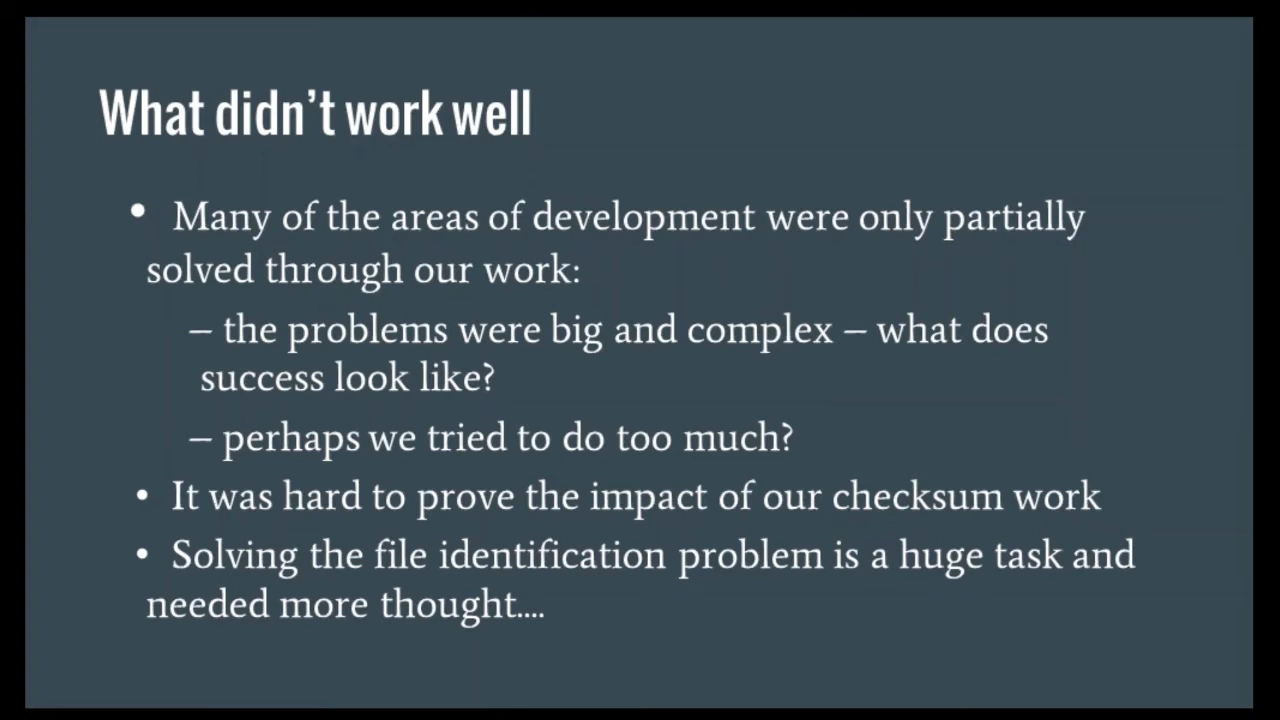 What didn’t work well
• Many of the areas of development were only partially
solved through our work:
– the problems were big and complex – what does
success look like?
– perhaps we tried to do too much?
• It was hard to prove the impact of our checksum work
• Solving the file identification problem is a huge task and
needed more thought....